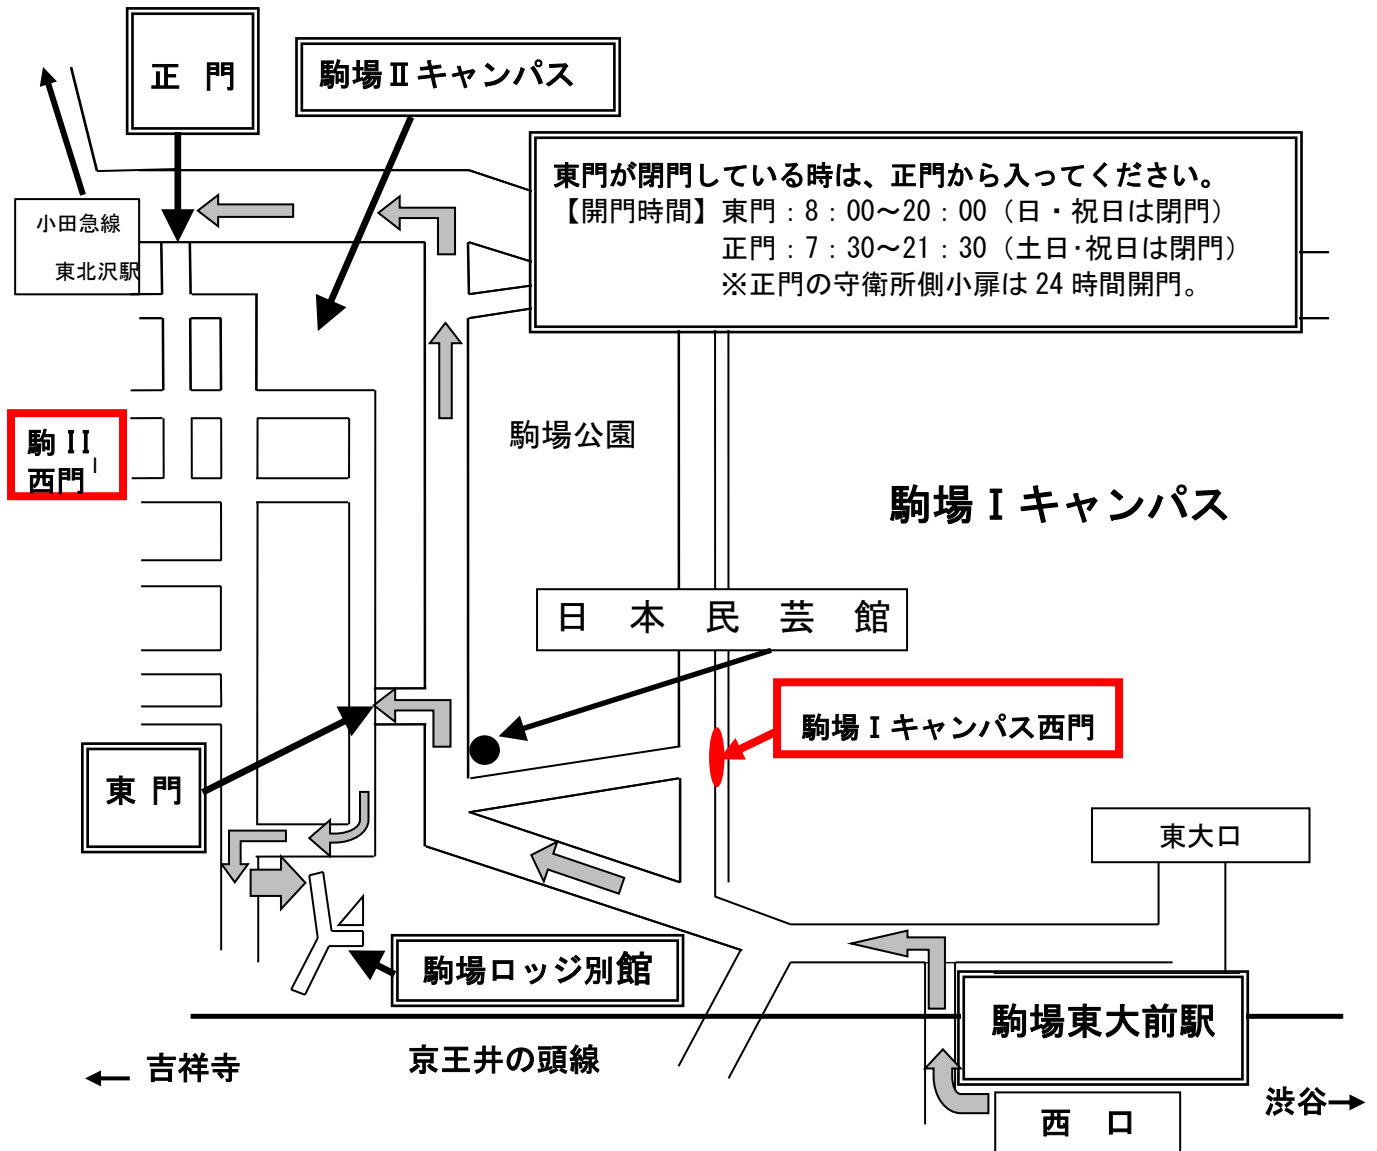 正 門
駒場Ⅱキャンパス
東門が閉門している時は、正門から入ってください。
【開門時間】東門：8：00～20：00（日・祝日は閉門）
正門：7：30～21：30（土日・祝日は閉門）
※正門の守衛所側小扉は24時間開門。
小田急線
東北沢駅
駒II
西門
駒場公園
駒場Ⅰキャンパス
日 本 民 芸 館
駒場Ⅰキャンパス西門
東 門
東大口
駒場ロッジ別館
駒場東大前駅
京王井の頭線
←吉祥寺
渋谷→
西 口